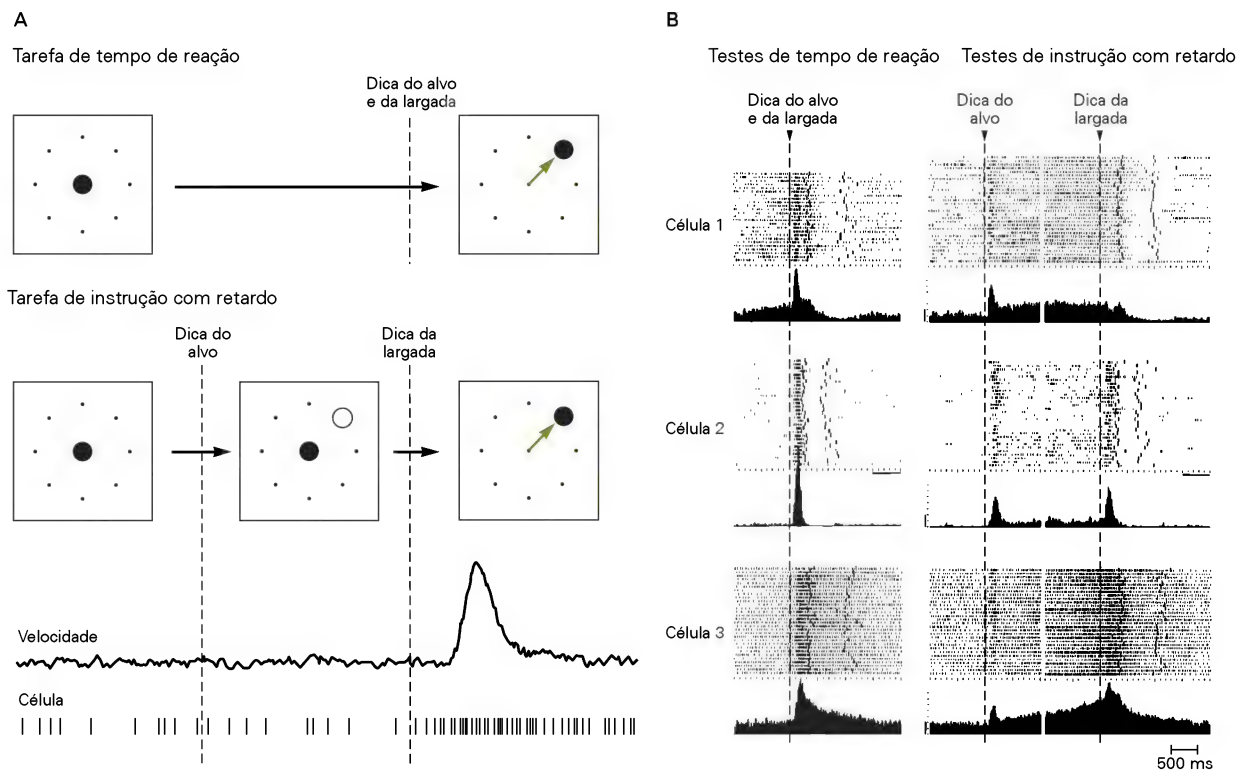 A
Tarefa de tempo de reação
Dica do alvo
e da largada
Tarefa de instrução com retardo
Dica do
alvo
Dica da
largada
Velocidade
Célula
B
Testes de tempo de reação
Testes de instrução com retardo
Dica do alvo
e da largada
Dica do
alvo
Dica da
largada
Célula 1
Célula 2
Célula 3
500 ms